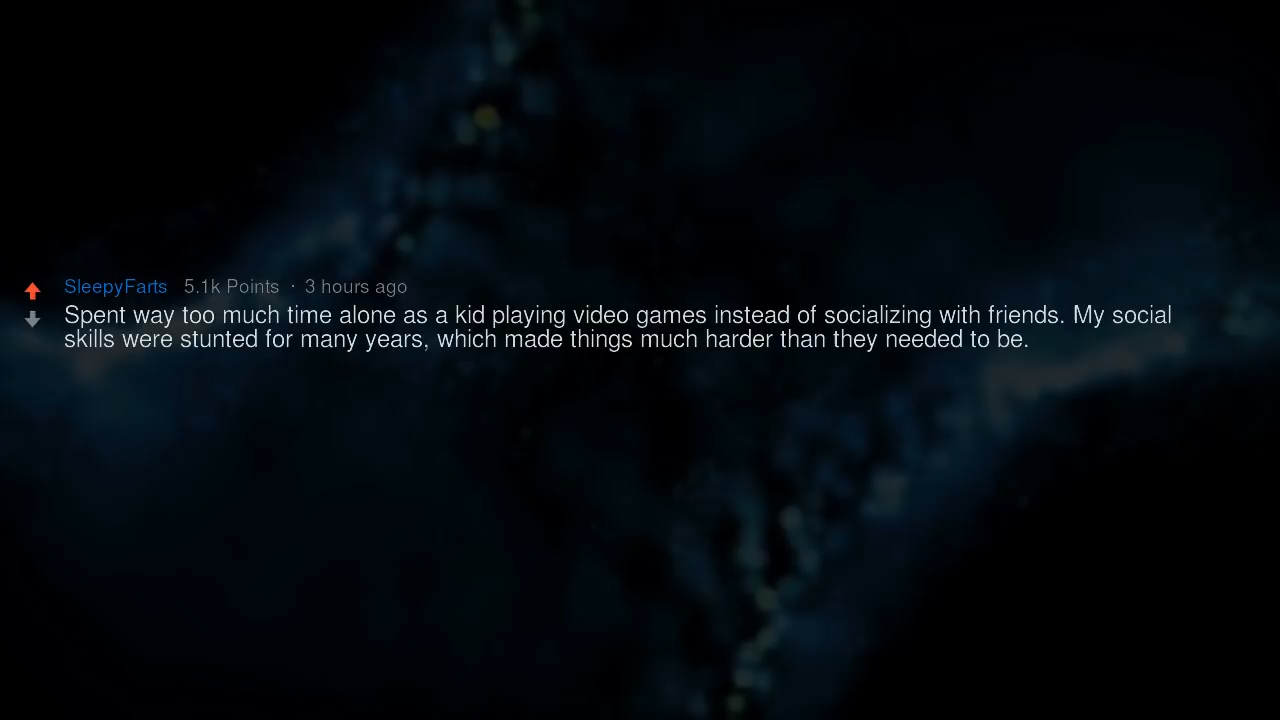 SleepyFarts 5.1k Points · 3 hours ago
Spent way too much time alone as a kid playing video games instead of socializing with friends. My social
skills were stunted for many years, which made things much harder than they needed to be.